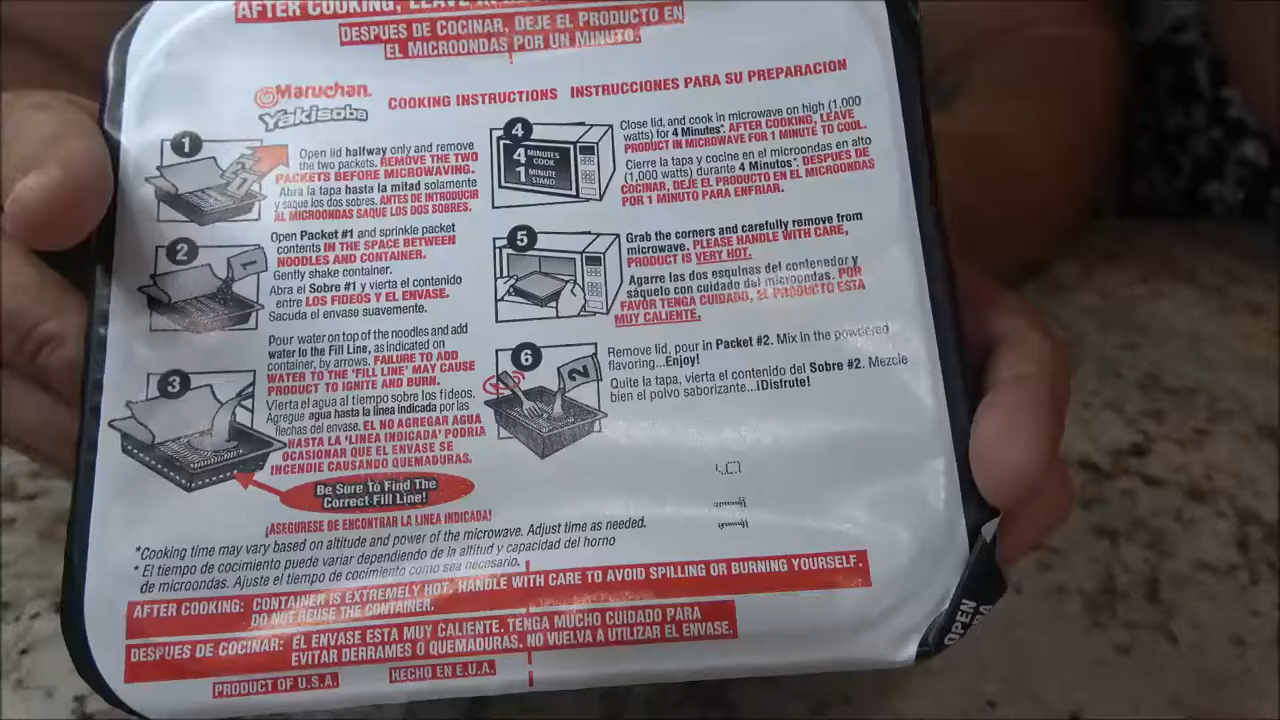 AFTER COOKING, LEAVE
DESPUES DE COCINAR, DEJE EL PRODUCTO EN
EL MICROONDAS POR UN MINUTO.
Maruchan.
Yakisoba
COOKING INSTRUCTIONS INSTRUCCIONES PARA SU PREPARACION
1
Open lid halfway only and remove
the two packets. REMOVE THE TWO
PACKETS BEFORE MICROWAVING.
Abra la tapa hasta la mitad solamente
y saque los dos sobres. ANTES DE INTRODUCIR
AL MICROONDAS SAQUE LOS DOS SOBRES.
2
1
Open Packet #1 and sprinkle packet
contents IN THE SPACE BETWEEN
NOODLES AND CONTAINER.
Gently shake container.
Abra el Sobre #1 y vierta el contenido
entre LOS FIDEOS Y EL ENVASE.
Sacuda el envase suavemente.
3
Pour water on top of the noodles and add
water to the Fill Line, as indicated on
container, by arrows. FAILURE TO ADD
WATER TO THE 'FILL LINE' MAY CAUSE
PRODUCT TO IGNITE AND BURN.
Vierta el agua al tiempo sobre los fideos.
Agregue agua hasta la linea indicada por las
flechas del envase. EL NO AGREGAR AGUA
HASTA LA 'LINEA INDICADA' PODRIA
OCASIONAR QUE EL ENVASE SE
INCENDIE CAUSANDO QUEMADURAS.
Be Sure To Find The
Correct Fill Line!
¡ASEGURESE DE ENCONTRAR LA LINEA INDICADA!
4
4 MINUTES
COOK
1 MINUTE
STAND
Close lid, and cook in microwave on high (1,000
watts) for 4 Minutes*. AFTER COOKING, LEAVE
PRODUCT IN MICROWAVE FOR 1 MINUTE TO COOL.
Cierre la tapa y cocine en el microondas en alto
(1,000 watts) durante 4 Minutos*. DESPUES DE
COCINAR, DEJE EL PRODUCTO EN EL MICROONDAS
POR 1 MINUTO PARA ENFRIAR.
5
Grab the corners and carefully remove from
microwave. PLEASE HANDLE WITH CARE,
PRODUCT IS VERY HOT.
Agarre las dos esquinas del contenedor y
sáquelo con cuidado del microondas. POR
FAVOR TENGA CUIDADO, EL PRODUCTO ESTA
MUY CALIENTE.
6
2
Remove lid, pour in Packet #2. Mix in the powdered
flavoring...Enjoy!
Quite la tapa, vierta el contenido del Sobre #2. Mezcle
bien el polvo saborizante...¡Disfrute!
*Cooking time may vary based on altitude and power of the microwave. Adjust time as needed.
* El tiempo de cocimiento puede variar dependiendo de la altitud y capacidad del horno
de microondas. Ajuste el tiempo de cocimiento como sea necesario.
AFTER COOKING: CONTAINER IS EXTREMELY HOT. HANDLE WITH CARE TO AVOID SPILLING OR BURNING YOURSELF.
DO NOT REUSE THE CONTAINER.
DESPUES DE COCINAR: EL ENVASE ESTA MUY CALIENTE. TENGA MUCHO CUIDADO PARA
EVITAR DERRAMES O QUEMADURAS. NO VUELVA A UTILIZAR EL ENVASE.
PRODUCT OF U.S.A.
HECHO EN E.U.A.
OPEN